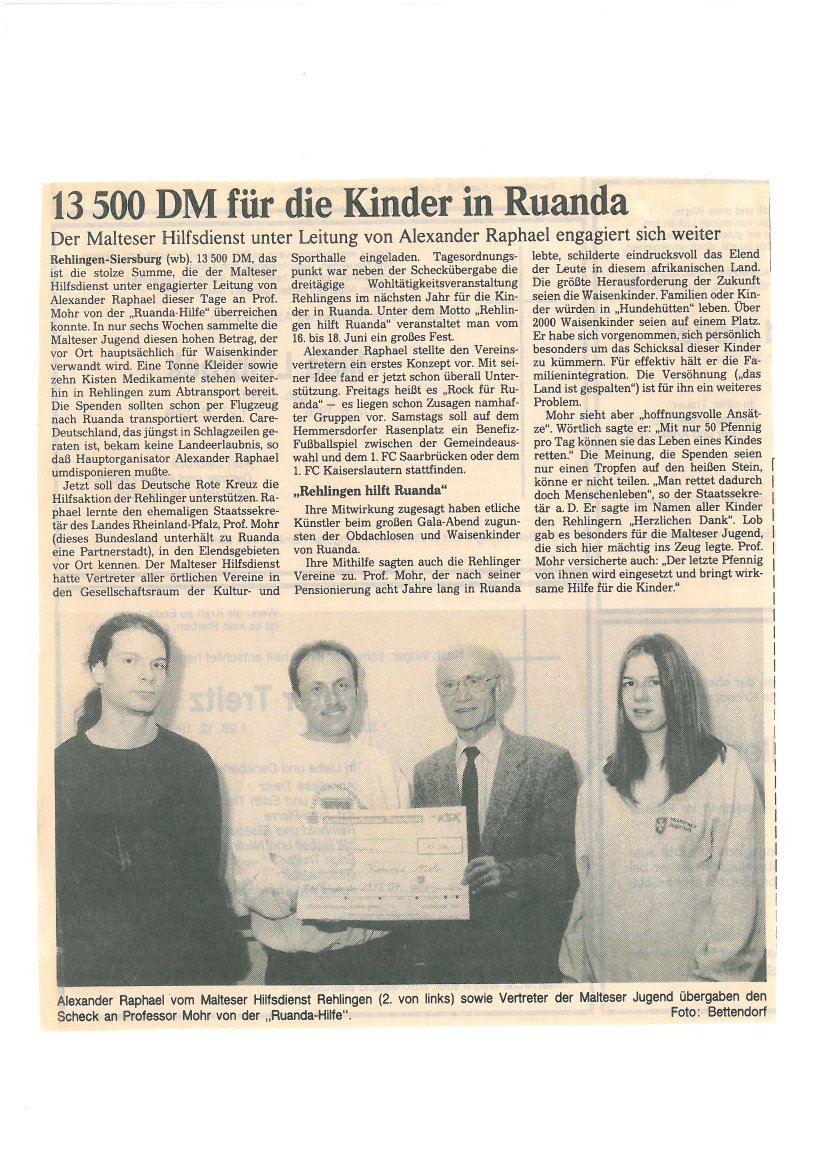 13 500 DM für die Kinder in Ruanda
Der Malteser Hilfsdienst unter Leitung von Alexander Raphael engagiert sich weiter
Rehlingen-Siersburg (wb). 13 500 DM, das
ist die stolze Summe, die der Malteser
Hilfsdienst unter engagierter Leitung von
Alexander Raphael dieser Tage an Prof.
Mohr von der „Ruanda-Hilfe“ überreichen
konnte. In nur sechs Wochen sammelte die
Malteser Jugend diesen hohen Betrag, der
vor Ort hauptsächlich für Waisenkinder
verwandt wird. Eine Tonne Kleider sowie
zehn Kisten Medikamente stehen weiter-
hin in Rehlingen zum Abtransport bereit.
Die Spenden sollten schon per Flugzeug
nach Ruanda transportiert werden. Care-
Deutschland, das jüngst in Schlagzeilen ge-
raten ist, bekam keine Landeerlaubnis, so
daß Hauptorganisator Alexander Raphael
umdisponieren mußte.
Jetzt soll das Deutsche Rote Kreuz die
Hilfsaktion der Rehlinger unterstützen. Ra-
phael lernte den ehemaligen Staatssekre-
tär des Landes Rheinland-Pfalz, Prof. Mohr
(dieses Bundesland unterhält zu Ruanda
eine Partnerstadt), in den Elendsgebieten
vor Ort kennen. Der Malteser Hilfsdienst
hatte Vertreter aller örtlichen Vereine in
den Gesellschaftsraum der Kultur- und
Sporthalle eingeladen. Tagesordnungs-
punkt war neben der Scheckübergabe die
dreitägige Wohltätigkeitsveranstaltung
Rehlingens im nächsten Jahr für die Kin-
der in Ruanda. Unter dem Motto „Rehlin-
gen hilft Ruanda“ veranstaltet man vom
16. bis 18. Juni ein großes Fest.
Alexander Raphael stellte den Vereins-
vertretern ein erstes Konzept vor. Mit sei-
ner Idee fand er jetzt schon überall Unter-
stützung. Freitags heißt es „Rock für Ru-
anda“ — es liegen schon Zusagen namhaf-
ter Gruppen vor. Samstags soll auf dem
Hemmersdorfer Rasenplatz ein Benefiz-
Fußballspiel zwischen der Gemeindeaus-
wahl und dem 1. FC Saarbrücken oder dem
1. FC Kaiserslautern stattfinden.
„Rehlingen hilft Ruanda“
Ihre Mitwirkung zugesagt haben etliche
Künstler beim großen Gala-Abend zugun-
sten der Obdachlosen und Waisenkinder
von Ruanda.
Ihre Mithilfe sagten auch die Rehlinger
Vereine zu. Prof. Mohr, der nach seiner
Pensionierung acht Jahre lang in Ruanda
lebte, schilderte eindrucksvoll das Elend
der Leute in diesem afrikanischen Land.
Die größte Herausforderung der Zukunft
seien die Waisenkinder. Familien oder Kin-
der würden in „Hundehütten“ leben. Über
2000 Waisenkinder seien auf einem Platz.
Er habe sich vorgenommen, sich persönlich
besonders um das Schicksal dieser Kinder
zu kümmern. Für effektiv hält er die Fa-
milienintegration. Die Versöhnung („das
Land ist gespalten“) ist für ihn ein weiteres
Problem.
Mohr sieht aber „hoffnungsvolle Ansät-
ze“. Wörtlich sagte er: „Mit nur 50 Pfennig
pro Tag können sie das Leben eines Kindes
retten.“ Die Meinung, die Spenden seien
nur einen Tropfen auf den heißen Stein,
könne er nicht teilen. „Man rettet dadurch
doch Menschenleben“, so der Staatssekre-
tär a. D. Er sagte im Namen aller Kinder
den Rehlingern „Herzlichen Dank“. Lob
gab es besonders für die Malteser Jugend,
die sich hier mächtig ins Zeug legte. Prof.
Mohr versicherte auch: „Der letzte Pfennig
von ihnen wird eingesetzt und bringt wirk-
same Hilfe für die Kinder.“
KSK
Alexander Raphael vom Malteser Hilfsdienst Rehlingen (2. von links) sowie Vertreter der Malteser Jugend übergaben den
Scheck an Professor Mohr von der „Ruanda-Hilfe“. Foto: Bettendorf